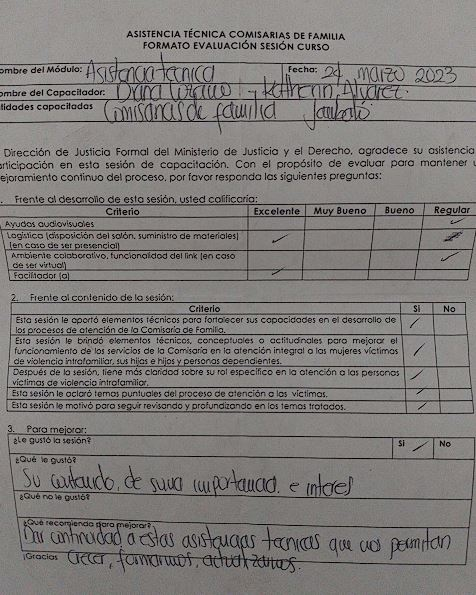 ASISTENCIA TÉCNICA COMISARIAS DE FAMILIA
FORMATO EVALUACIÓN SESIÓN CURSO
ombre del Módulo: Asistencia tecnica Fecha: 24 marzo 2023
ombre del Capacitador: Diana y Katherin Alvarez.
tidades capacitadas Comisarias de familia
Dirección de Justicia Formal del Ministerio de Justicia y el Derecho, agradece su asistencia
articipación en esta sesión de capacitación. Con el propósito de evaluar para mantener u
ejoramiento continuo del proceso, por favor responda las siguientes preguntas:
. Frente al desarrollo de esta sesión, usted calificaría:
Criterio Excelente Muy Bueno Bueno Regular
Ayudas audiovisuales ✓
Logística (disposición del salón, suministro de materiales)
(en caso de ser presencial) ✓
Ambiente colaborativo, funcionalidad del link (en caso
de ser virtual) ✓
Facilitador (a) ✓
2. Frente al contenido de la sesión:
Criterio Si No
Esta sesión le aportó elementos técnicos para fortalecer sus capacidades en el desarrollo de
los procesos de atención de la Comisaría de Familia. ✓
Esta sesión le brindó elementos técnicos, conceptuales o actitudinales para mejorar el
funcionamiento de los servicios de la Comisaría en la atención integral a las mujeres víctimas
de violencia intrafamiliar, sus hijas e hijos y personas dependientes. ✓
Después de la sesión, tiene más claridad sobre su rol específico en la atención a las personas
víctimas de violencia intrafamiliar. ✓
Esta sesión le aclaró temas puntuales del proceso de atención a las víctimas. ✓
Esta sesión le motivó para seguir revisando y profundizando en los temas tratados. ✓
3. Para mejorar:
¿Le gustó la sesión? Si ✓ No
¿Qué le gustó?
Su contenido, de suma importancia. e interes
¿Qué no le gustó?
¿Qué recomienda para mejorar?
Dar continuidad a estas asistencias tecnicas que nos permitan
¡Gracias crecer, formarnos, actualizarnos.